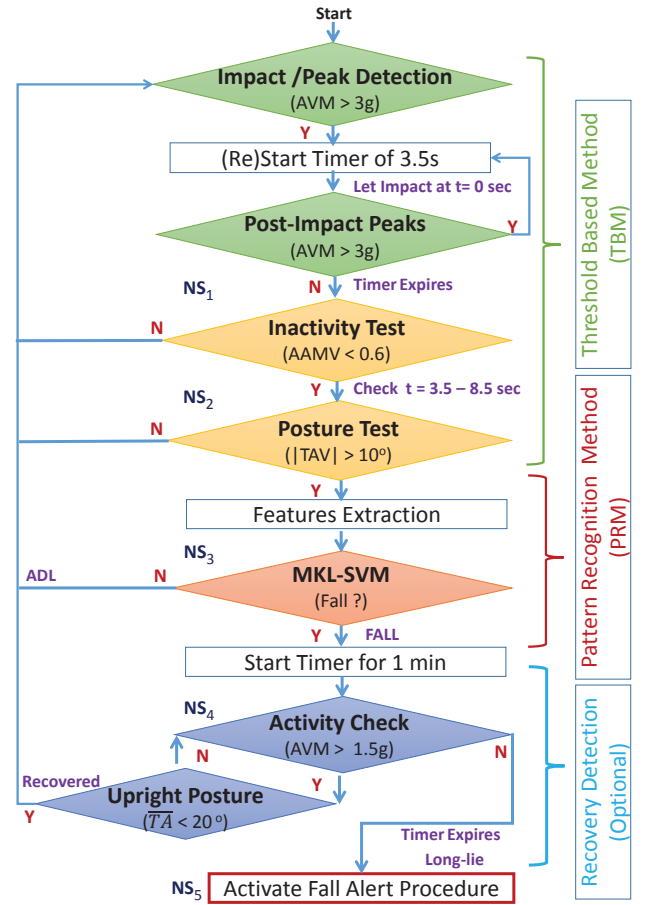 Start
Impact /Peak Detection
(AVM > 3g)
Y
(Re)Start Timer of 3.5s
Let Impact at t= 0 sec
Post-Impact Peaks
(AVM > 3g)
Y
N
Timer Expires
NS1
Inactivity Test
(AAMV < 0.6)
N
Y
Check t = 3.5 – 8.5 sec
NS2
Posture Test
(|TAV| > 10°)
N
Y
Features Extraction
NS3
MKL-SVM
(Fall ?)
ADL
N
Y
FALL
Start Timer for 1 min
NS4
Activity Check
(AVM > 1.5g)
N
N
Y
Recovered
Upright Posture
(T̅A̅ < 20 °)
Y
Timer Expires
Long-lie
NS5
Activate Fall Alert Procedure
Threshold Based Method
(TBM)
Pattern Recognition Method
(PRM)
Recovery Detection
(Optional)